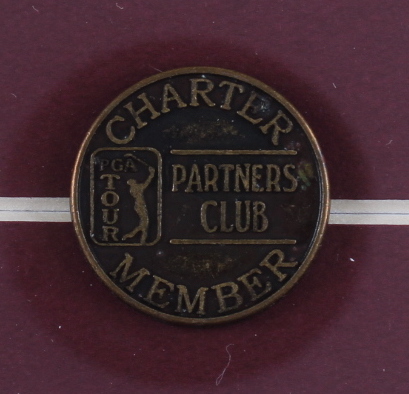 CHARTER
PGA
TOUR
PARTNERS
CLUB
MEMBER